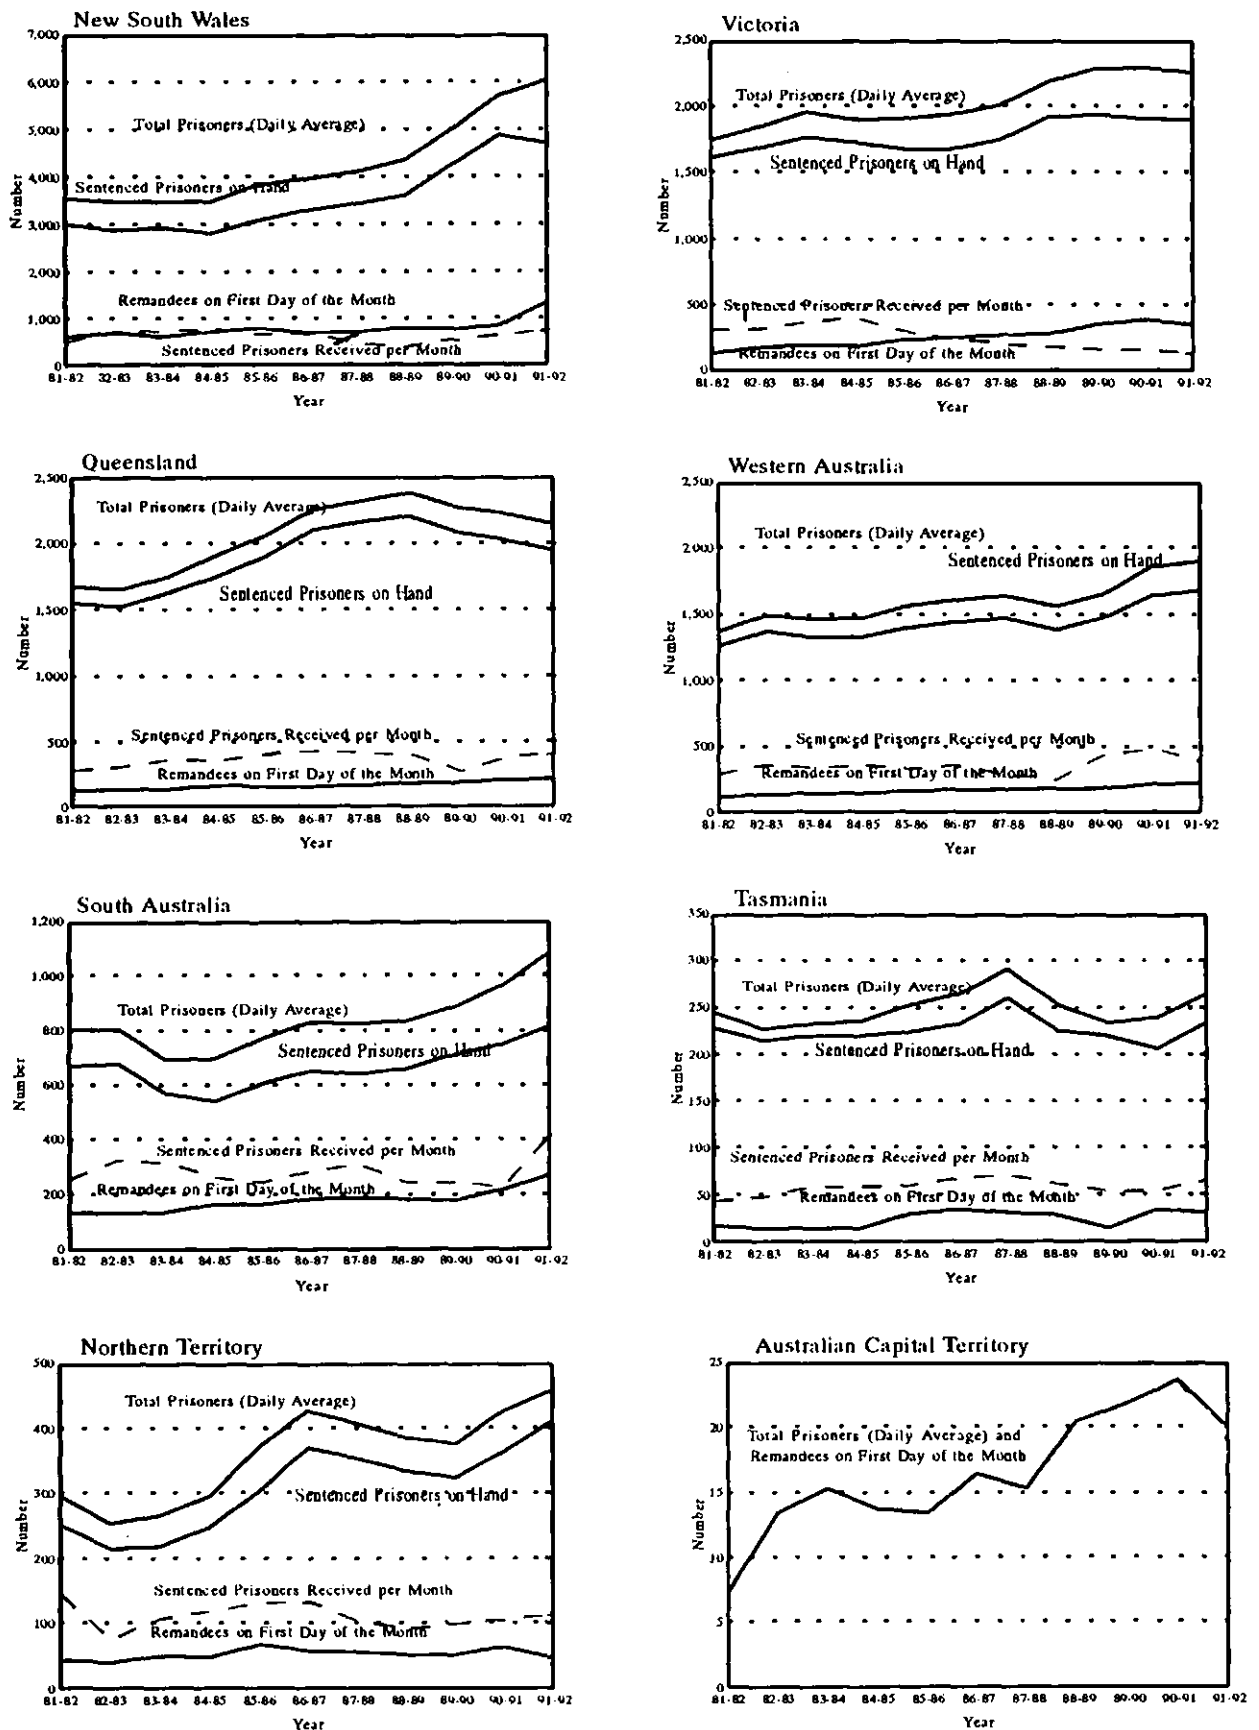 New South Wales
7,000
6,000
5,000
4,000
3,000
2,000
1,000
0
Number
Total Prisoners (Daily Average)
Sentenced Prisoners on Hand
Remandees on First Day of the Month
Sentenced Prisoners Received per Month
81-82 32-83 83-84 84-85 85-86 86-87 87-88 88-89 89-90 90-91 91-92
Year
Victoria
2,500
2,000
1,500
1,000
500
0
Number
Total Prisoners (Daily Average)
Sentenced Prisoners on Hand
Sentenced Prisoners Received per Month
Remandees on First Day of the Month
81-82 82-83 83-84 84-85 85-86 86-87 87-88 88-89 89-90 90-91 91-92
Year
Queensland
2,500
2,000
1,500
1,000
500
0
Number
Total Prisoners (Daily Average)
Sentenced Prisoners on Hand
Sentenced Prisoners Received per Month
Remandees on First Day of the Month
81-82 82-83 83-84 84-85 85-86 86-87 87-88 88-89 89-90 90-91 91-92
Year
Western Australia
2,500
2,000
1,500
1,000
500
0
Number
Total Prisoners (Daily Average)
Sentenced Prisoners on Hand
Sentenced Prisoners Received per Month
Remandees on First Day of the Month
81-82 82-83 83-84 84-85 85-86 86-87 87-88 88-89 89-90 90-91 91-92
Year
South Australia
1,200
1,000
800
600
400
200
0
Number
Total Prisoners (Daily Average)
Sentenced Prisoners on Hand
Sentenced Prisoners Received per Month
Remandees on First Day of the Month
81-82 82-83 83-84 84-85 85-86 86-87 87-88 88-89 89-90 90-91 91-92
Year
Tasmania
350
300
250
200
150
100
50
0
Number
Total Prisoners (Daily Average)
Sentenced Prisoners on Hand
Sentenced Prisoners Received per Month
Remandees on First Day of the Month
81-82 82-83 83-84 84-85 85-86 86-87 87-88 88-89 89-90 90-91 91-92
Year
Northern Territory
500
400
300
200
100
0
Number
Total Prisoners (Daily Average)
Sentenced Prisoners on Hand
Sentenced Prisoners Received per Month
Remandees on First Day of the Month
81-82 82-83 83-84 84-85 85-86 86-87 87-88 88-89 89-90 90-91 91-92
Year
Australian Capital Territory
25
20
15
10
5
0
Number
Total Prisoners (Daily Average) and
Remandees on First Day of the Month
81-82 82-83 83-84 84-85 85-86 86-87 87-88 88-89 89-90 90-91 91-92
Year